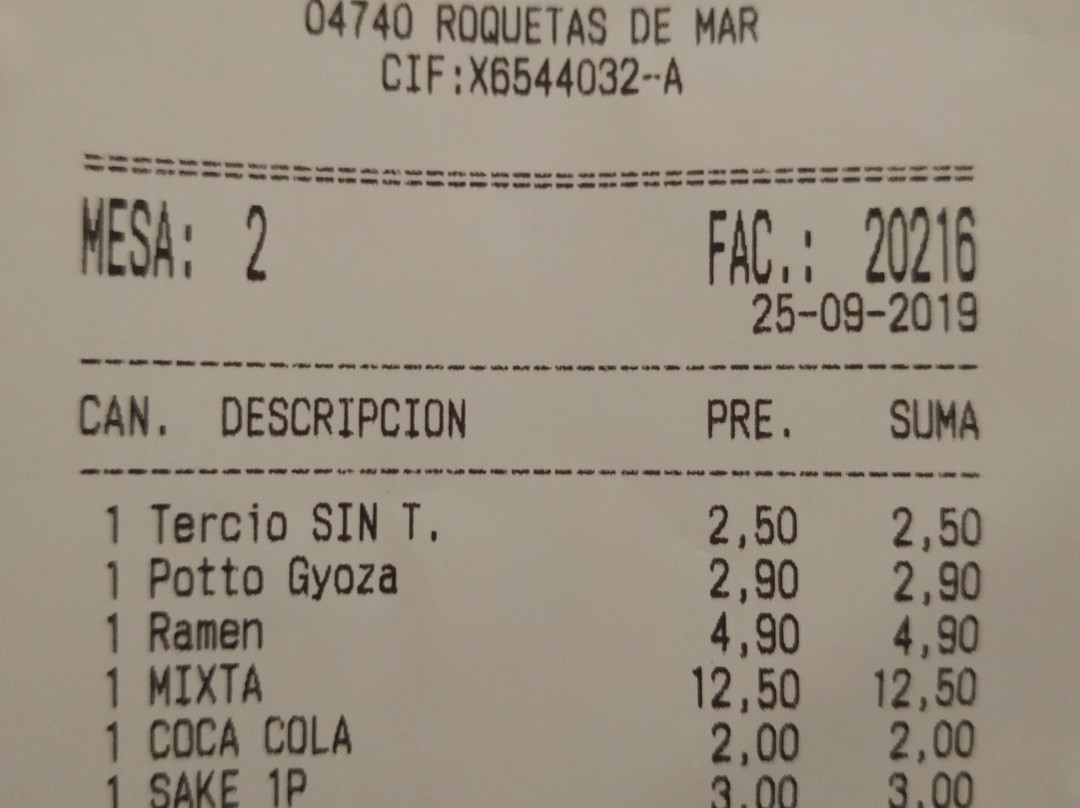 04740 ROQUETAS DE MAR
CIF:X6544032--A
MESA: 2 FAC.: 20216
25-09-2019
CAN. DESCRIPCION PRE. SUMA
1 Tercio SIN T. 2,50 2,50
1 Potto Gyoza 2,90 2,90
1 Ramen 4,90 4,90
1 MIXTA 12,50 12,50
1 COCA COLA 2,00 2,00
1 SAKE 1P 3,00 3,00